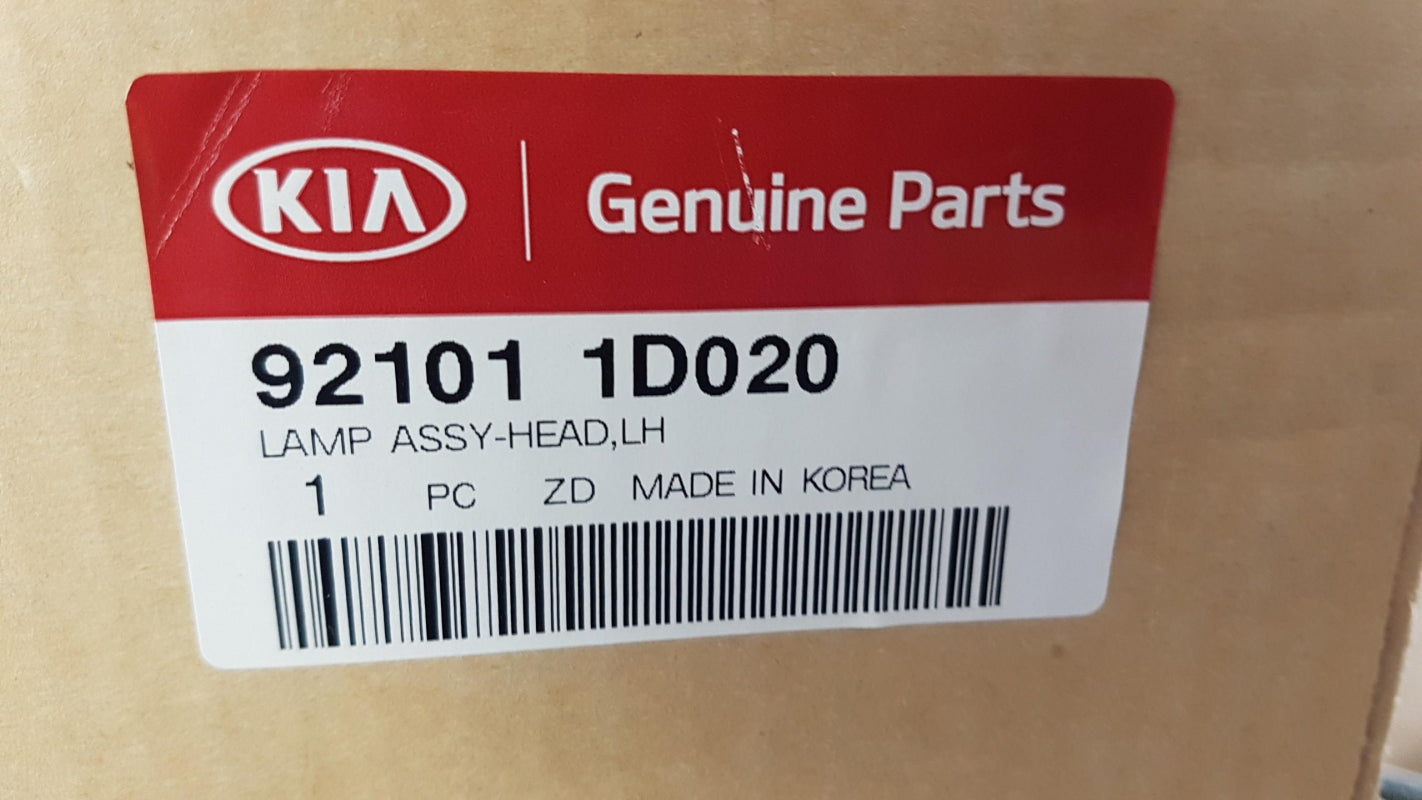 KIA Genuine Parts
92101 1D020
LAMP ASSY-HEAD,LH
1 PC ZD MADE IN KOREA